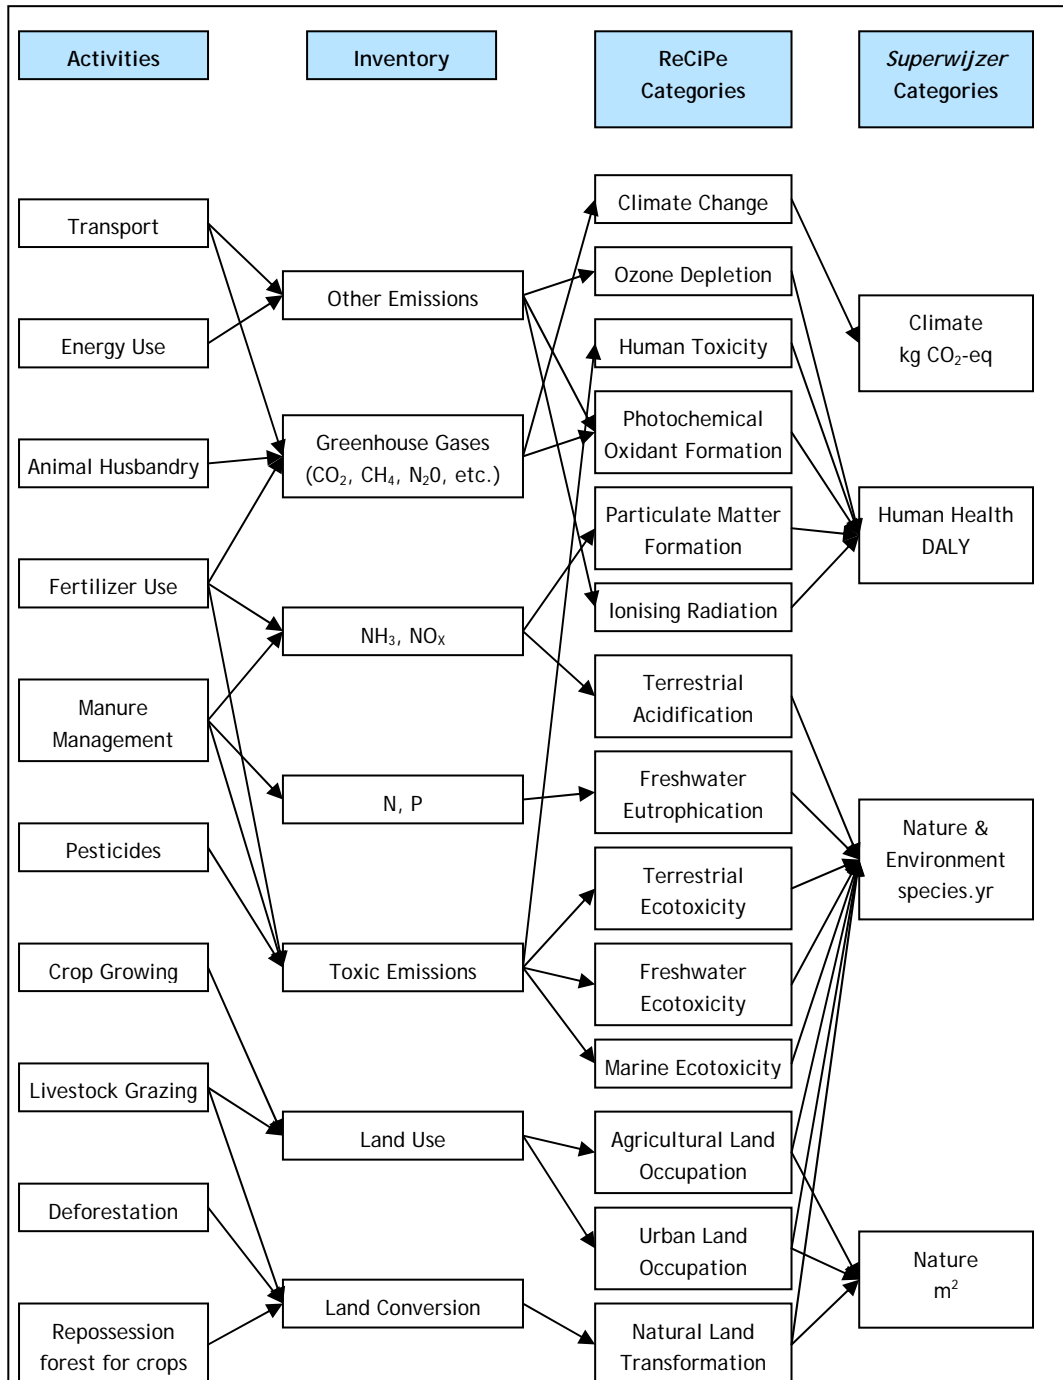 Activities
Inventory
ReCiPe
Categories
Superwijzer
Categories
Transport
Energy Use
Animal Husbandry
Fertilizer Use
Manure
Management
Pesticides
Crop Growing
Livestock Grazing
Deforestation
Repossession
forest for crops
Other Emissions
Greenhouse Gases
(CO₂, CH₄, N₂0, etc.)
NH₃, NOₓ
N, P
Toxic Emissions
Land Use
Land Conversion
Climate Change
Ozone Depletion
Human Toxicity
Photochemical
Oxidant Formation
Particulate Matter
Formation
Ionising Radiation
Terrestrial
Acidification
Freshwater
Eutrophication
Terrestrial
Ecotoxicity
Freshwater
Ecotoxicity
Marine Ecotoxicity
Agricultural Land
Occupation
Urban Land
Occupation
Natural Land
Transformation
Climate
kg CO₂-eq
Human Health
DALY
Nature &
Environment
species.yr
Nature
m²